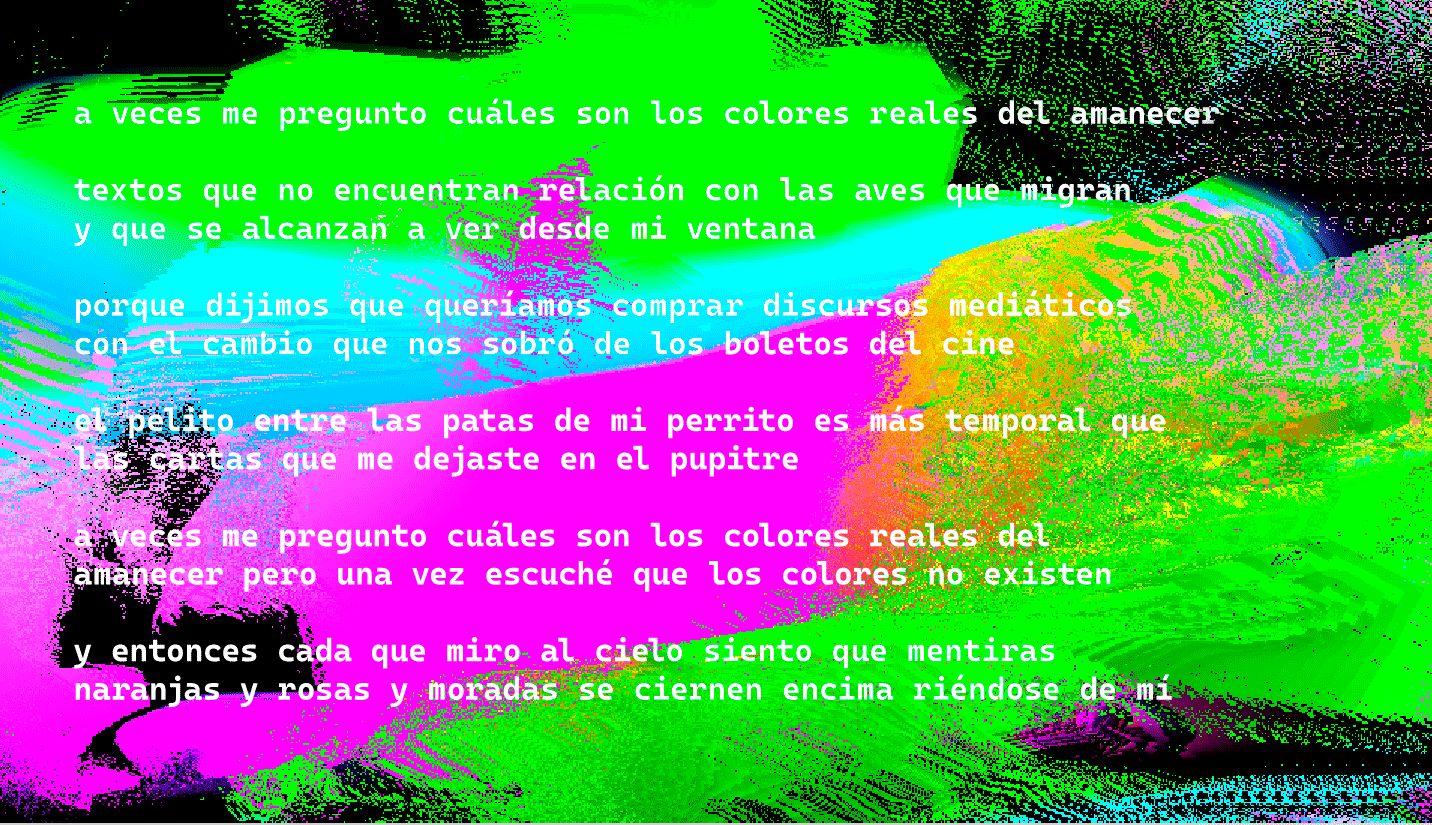 a veces me pregunto cuáles son los colores reales del amanecer
textos que no encuentran relación con las aves que migran
y que se alcanzan a ver desde mi ventana
porque dijimos que queríamos comprar discursos mediáticos
con el cambio que nos sobró de los boletos del cine
el pelito entre las patas de mi perrito es más temporal que
las cartas que me dejaste en el pupitre
a veces me pregunto cuáles son los colores reales del
amanecer pero una vez escuché que los colores no existen
y entonces cada que miro al cielo siento que mentiras
naranjas y rosas y moradas se ciernen encima riéndose de mí